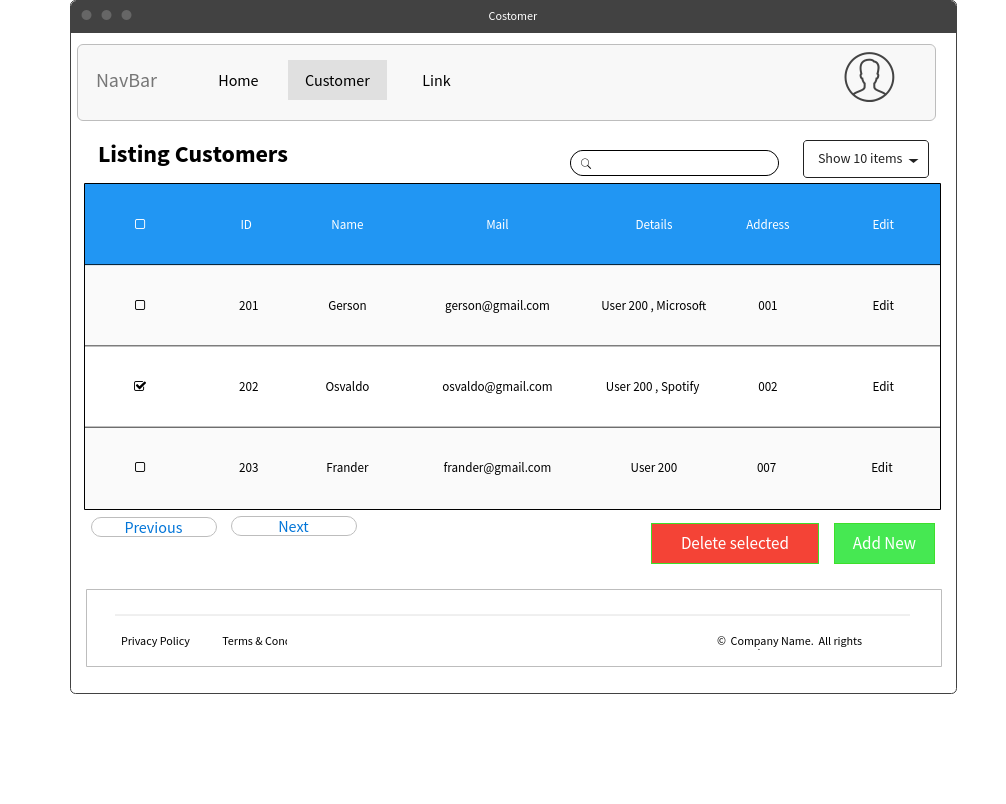 Costomer
NavBar Home Customer Link
Listing Customers
Show 10 items
ID Name Mail Details Address Edit
201 Gerson gerson@gmail.com User 200 , Microsoft 001 Edit
202 Osvaldo osvaldo@gmail.com User 200 , Spotify 002 Edit
203 Frander frander@gmail.com User 200 007 Edit
Previous Next
Delete selected Add New
Privacy Policy Terms & Con © Company Name. All rights